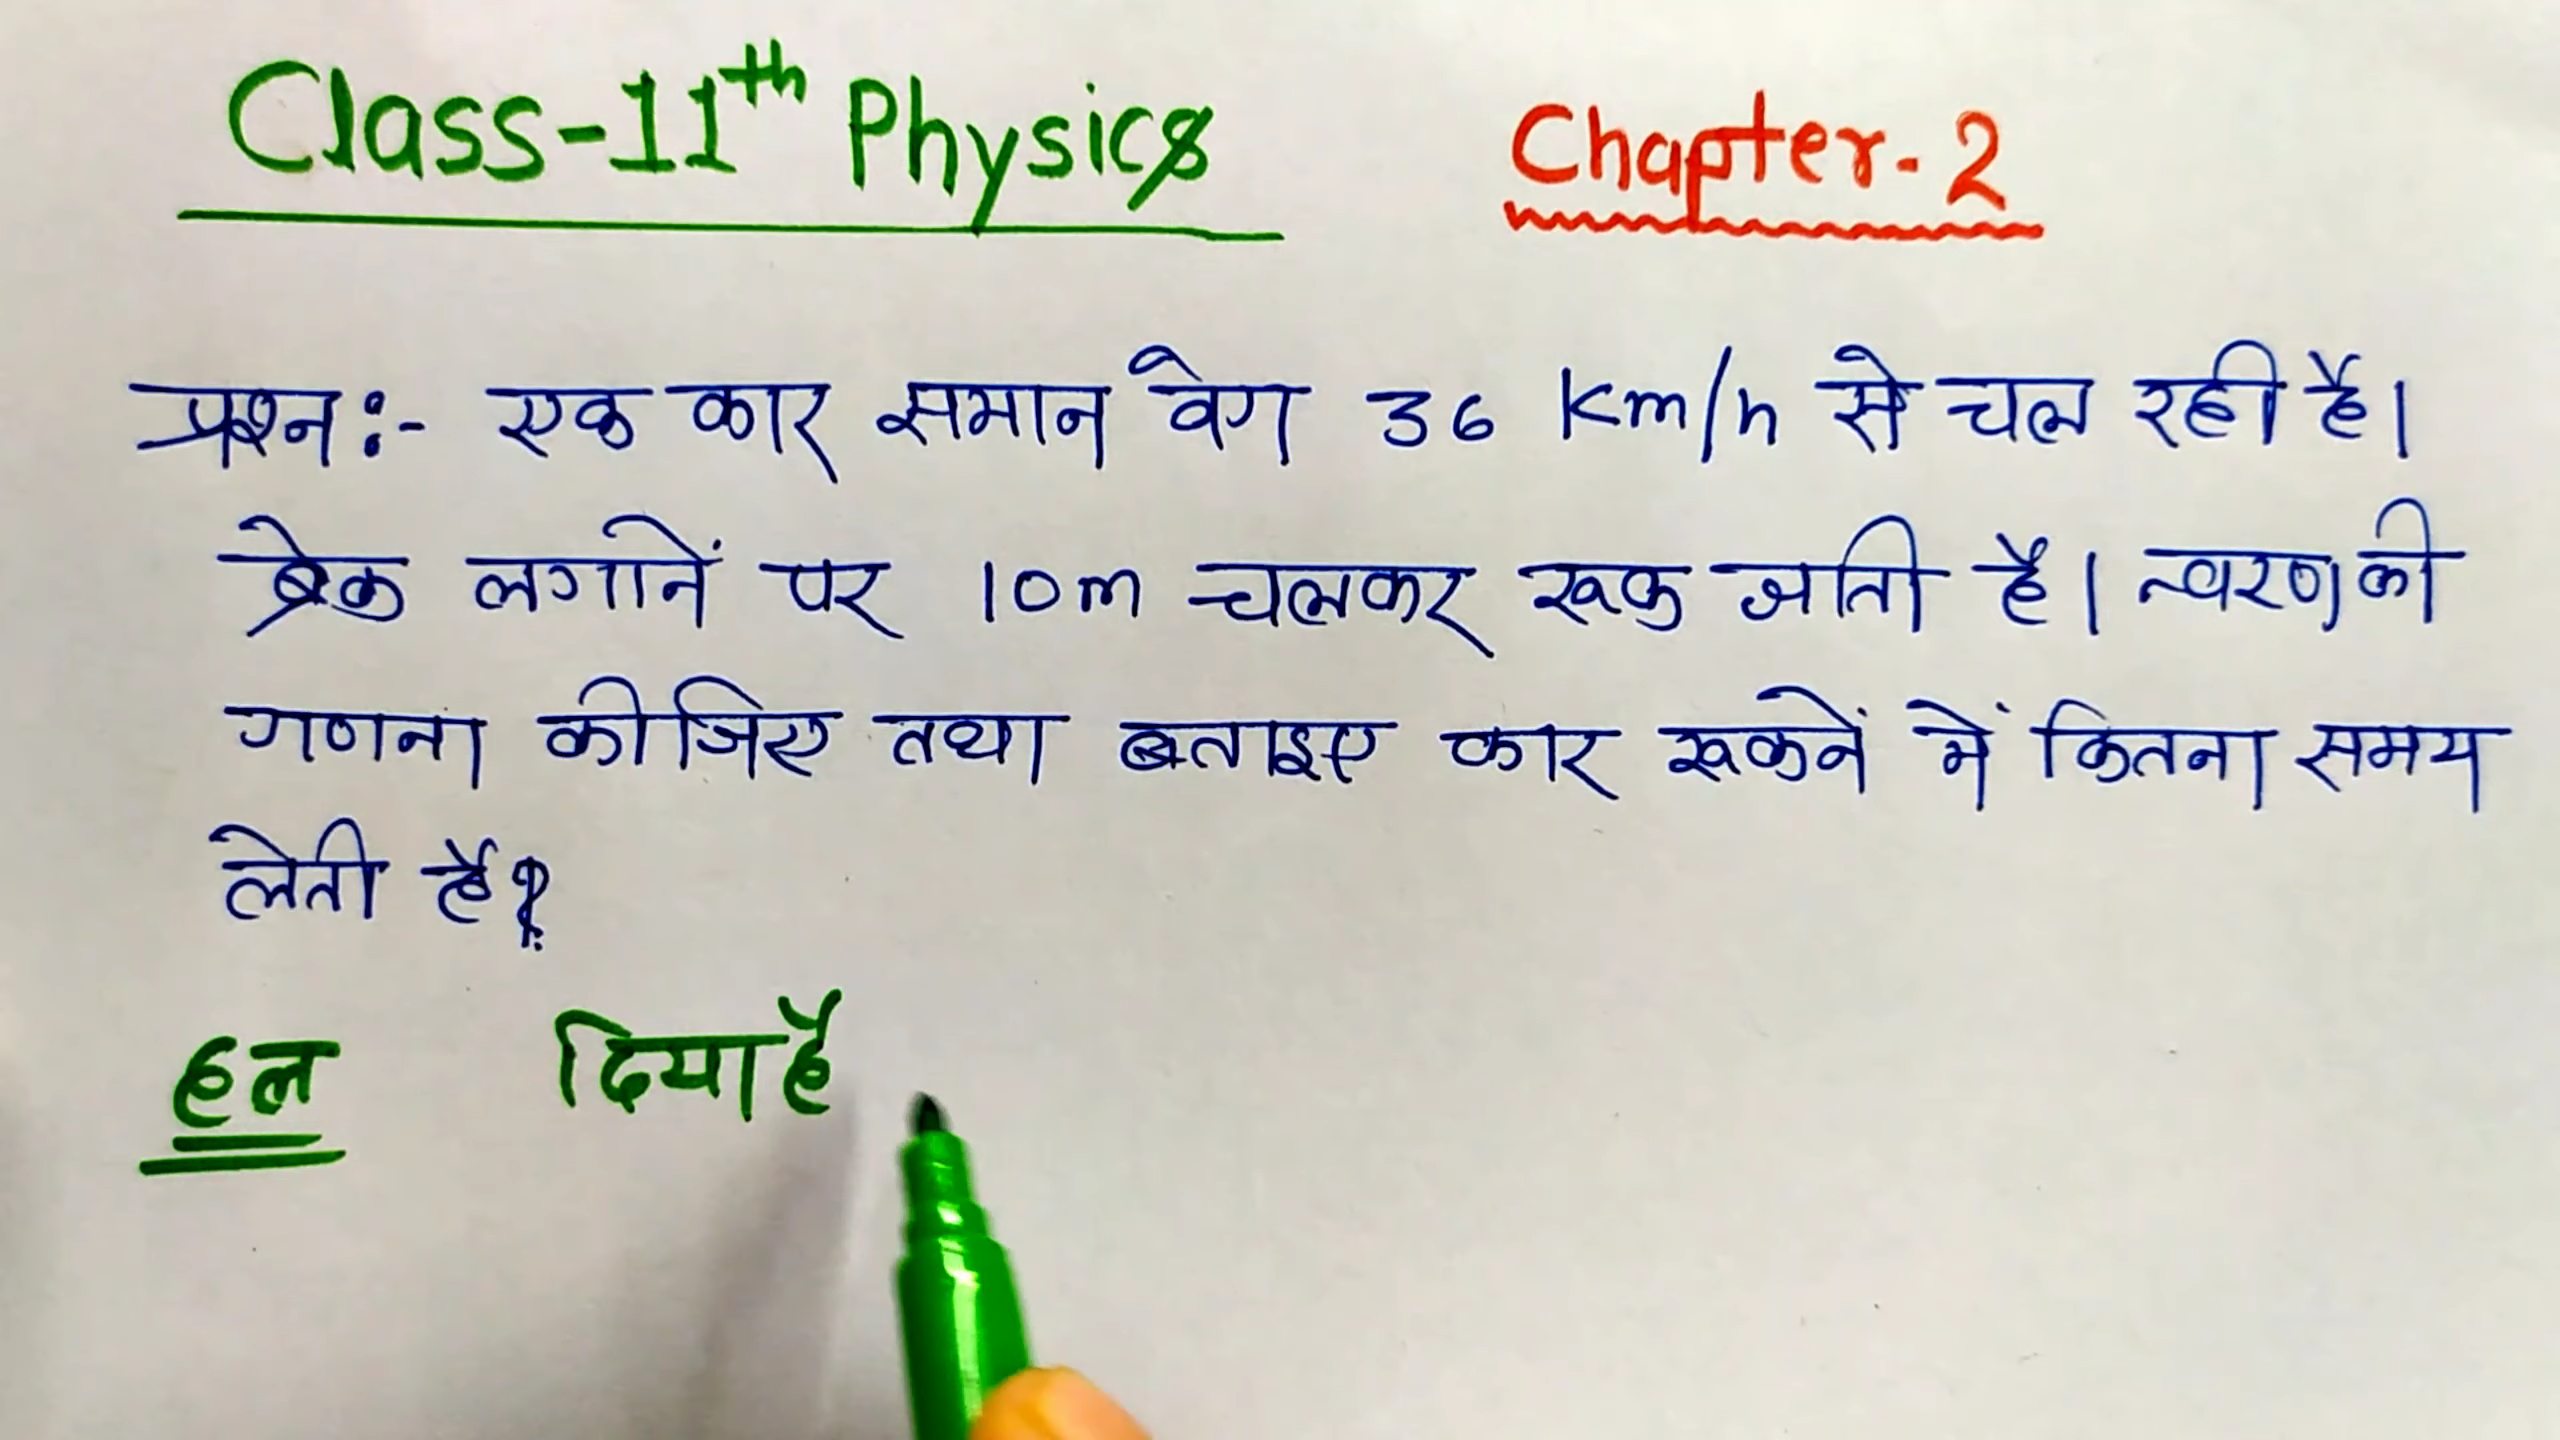 Class-11th Physics Chapter-2
प्रश्न:- एक कार समान वेग 36 Km/h से चल रही है।
ब्रेक लगानें पर 10m चलकर रूक जाती है। त्वरण की
गणना कीजिए तथा बताइए कार रूकनें में कितना समय
लेती है?
हल दिया है